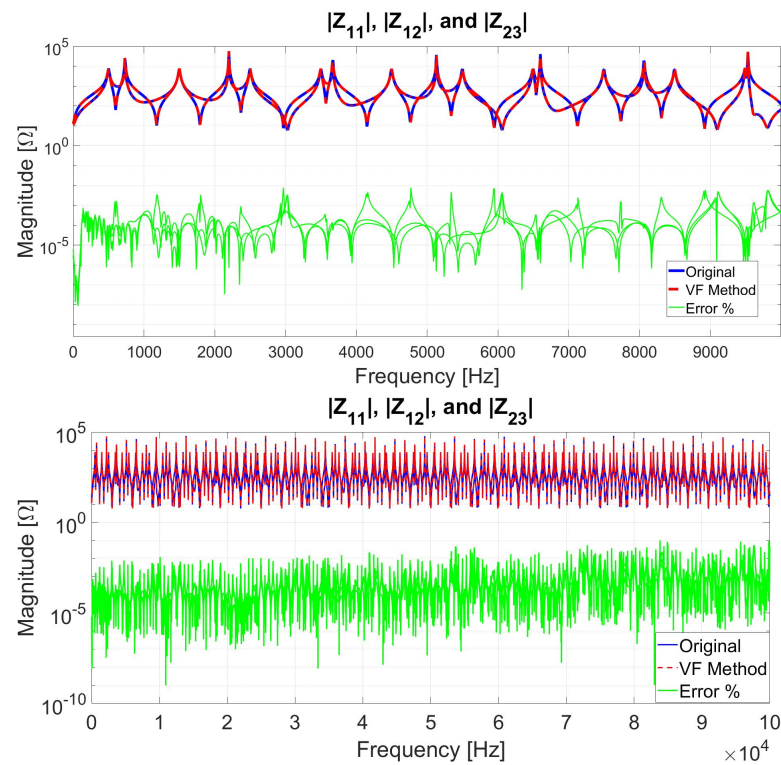 |Z11|, |Z12|, and |Z23|
10^5
10^0
10^-5
Magnitude [Ω]
Original
VF Method
Error %
0 1000 2000 3000 4000 5000 6000 7000 8000 9000
Frequency [Hz]
|Z11|, |Z12|, and |Z23|
10^5
10^0
10^-5
10^-10
Magnitude [Ω]
Original
VF Method
Error %
0 1 2 3 4 5 6 7 8 9 10
Frequency [Hz]
×10^4